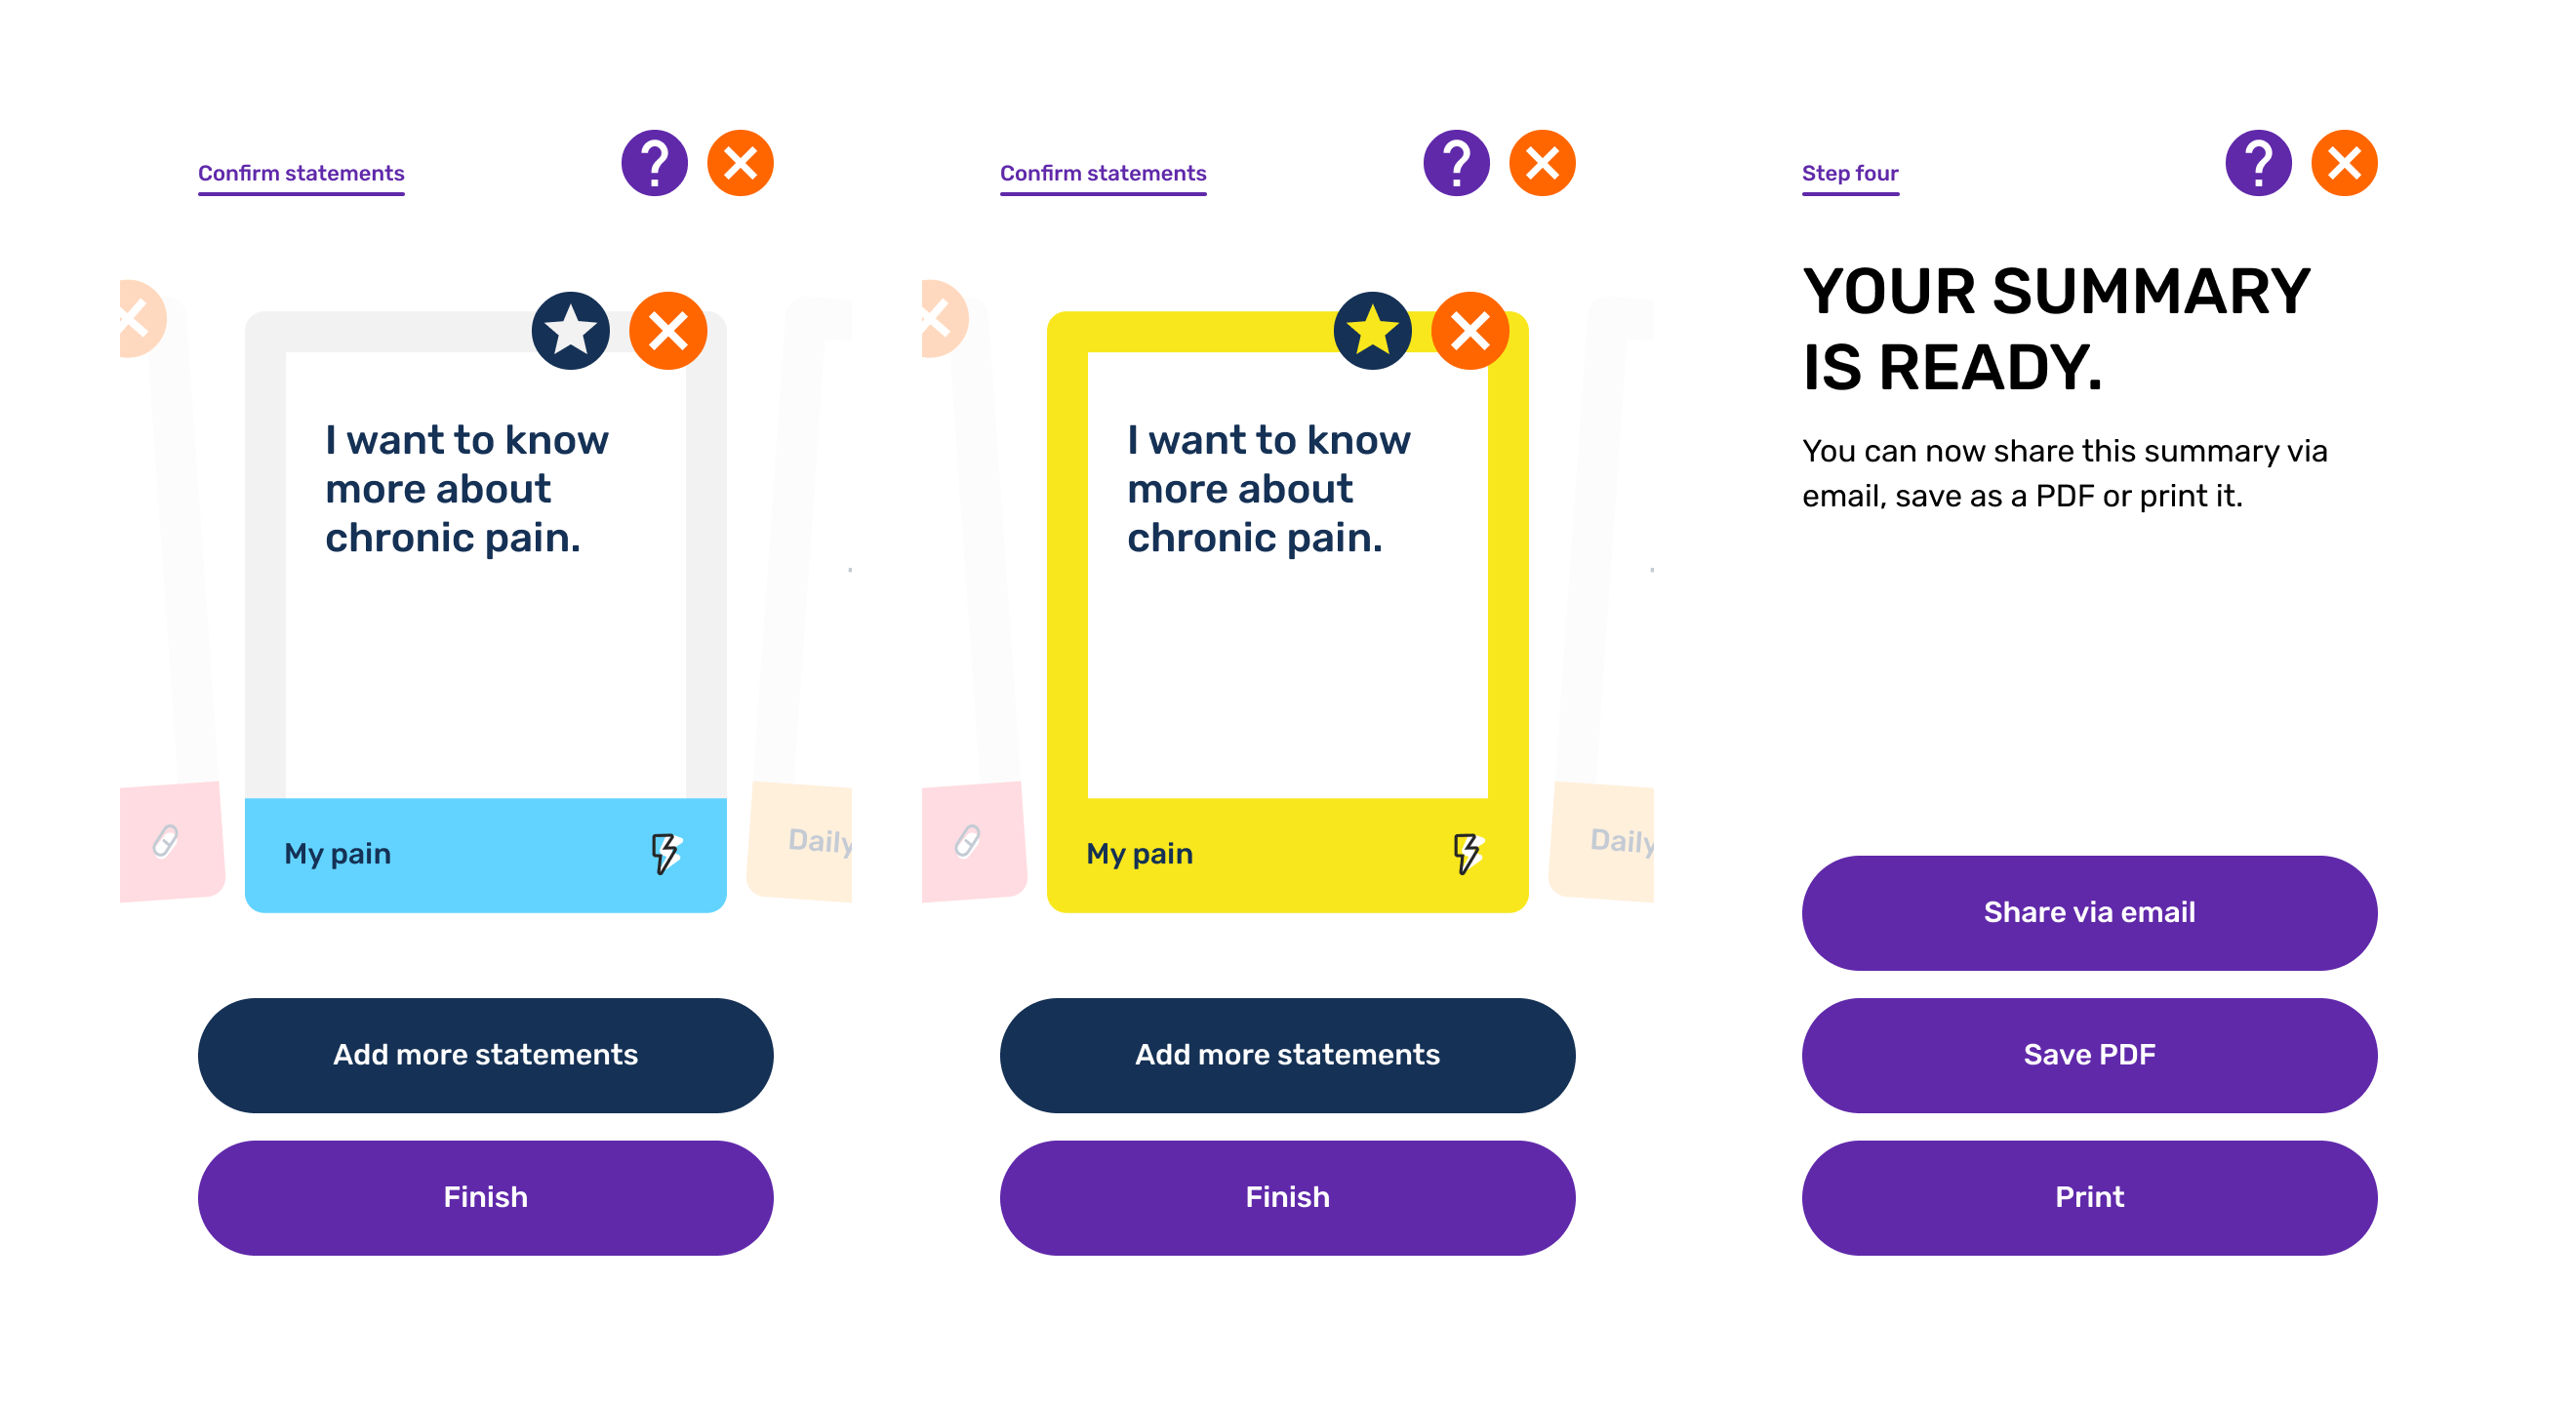 Confirm statements
I want to know
more about
chronic pain.
My pain
Daily
Add more statements
Finish
Confirm statements
I want to know
more about
chronic pain.
My pain
Daily
Add more statements
Finish
Step four
YOUR SUMMARY
IS READY.
You can now share this summary via
email, save as a PDF or print it.
Share via email
Save PDF
Print